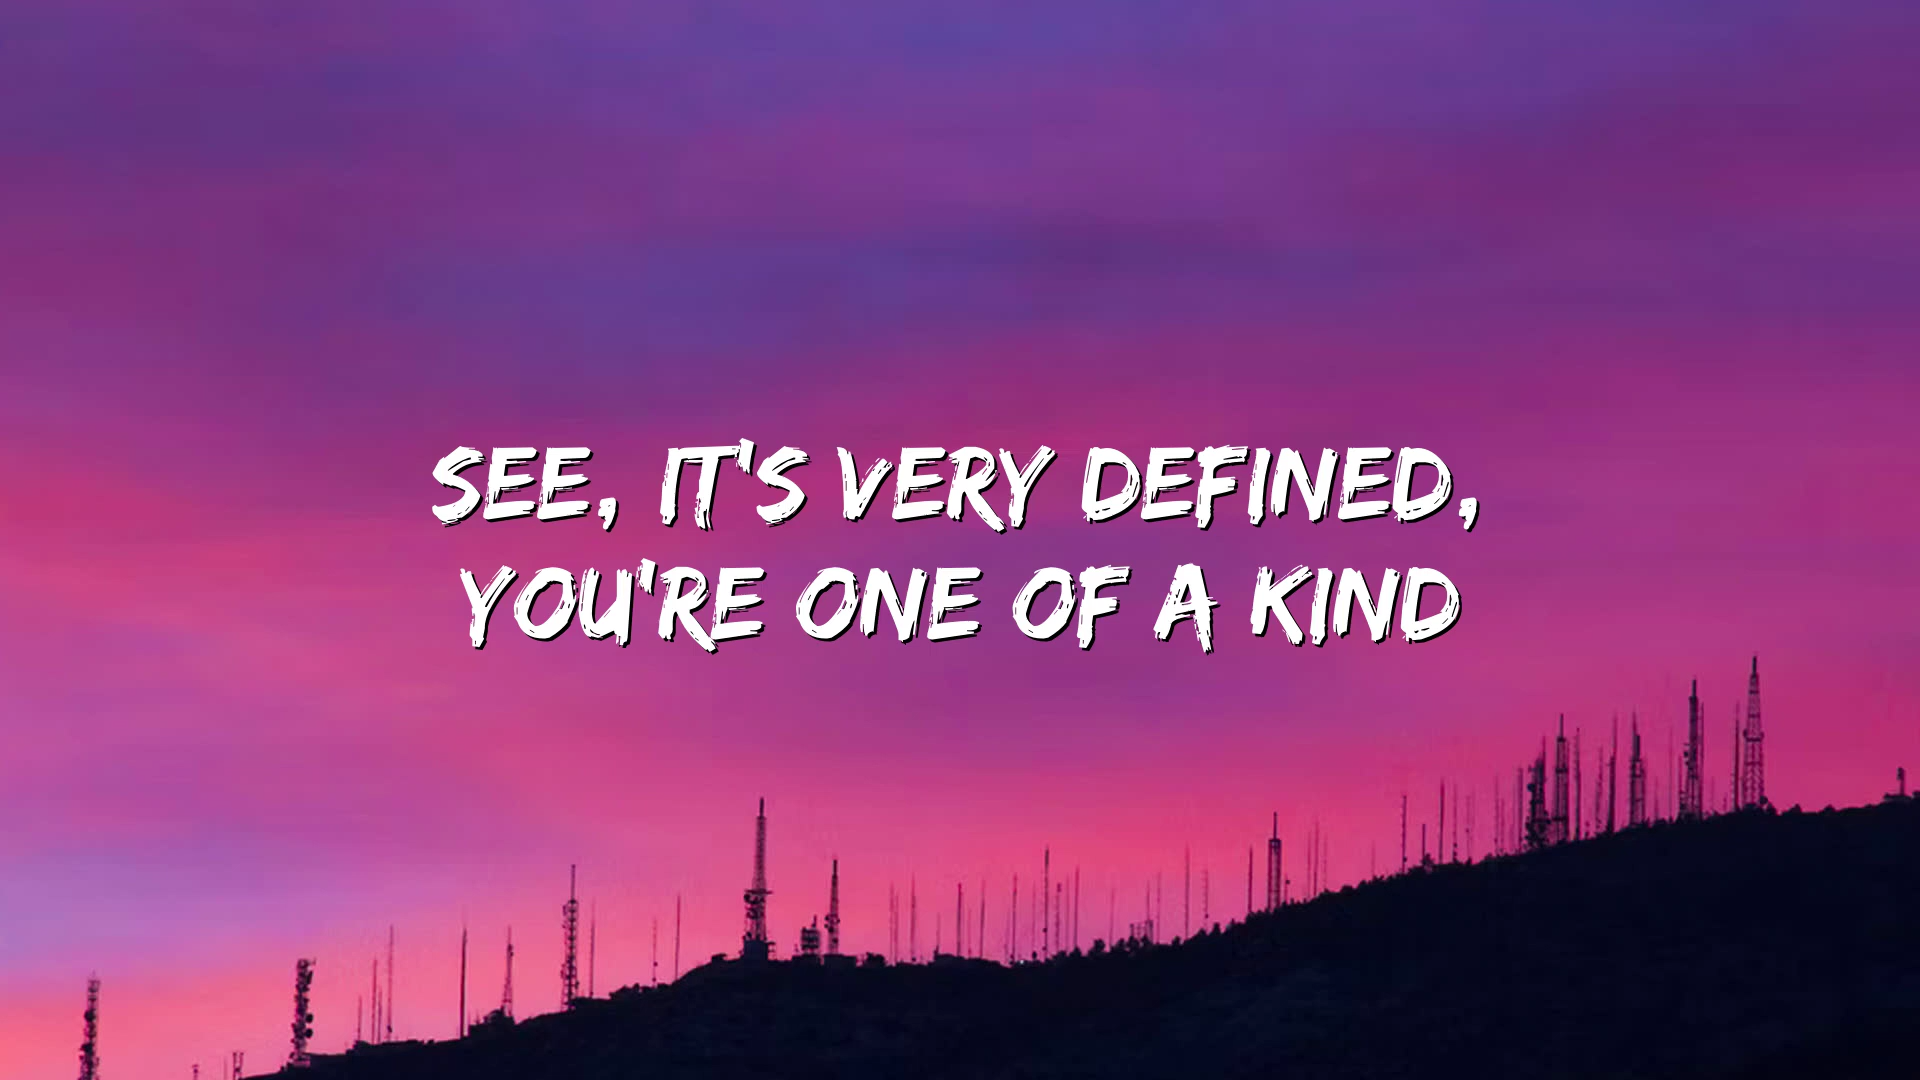 SEE, IT'S VERY DEFINED,
YOU'RE ONE OF A KIND